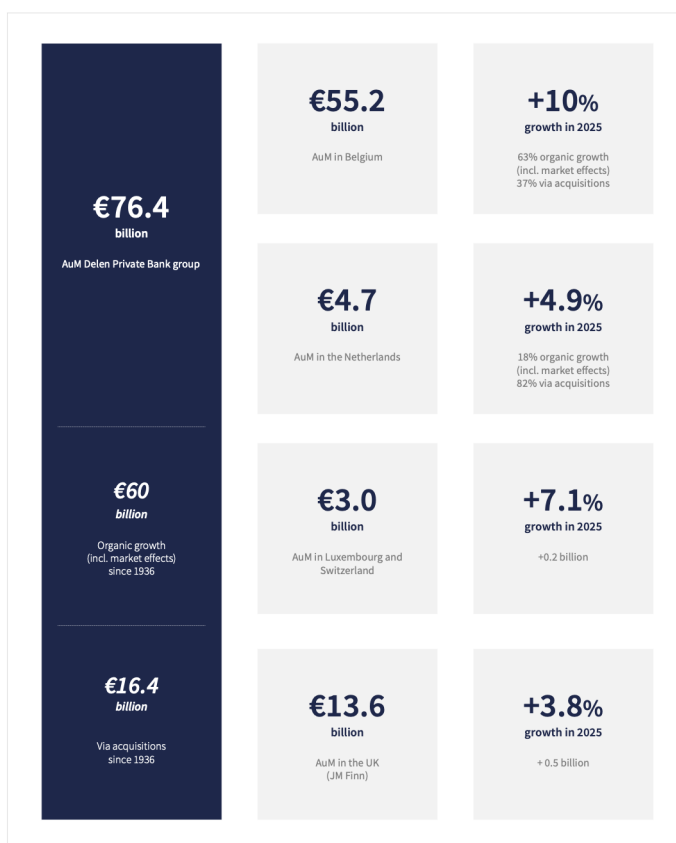 €76.4
billion
AuM Delen Private Bank group
€60
billion
Organic growth
(incl. market effects)
since 1936
€16.4
billion
Via acquisitions
since 1936
€55.2
billion
AuM in Belgium
+10%
growth in 2025
63% organic growth
(incl. market effects)
37% via acquisitions
€4.7
billion
AuM in the Netherlands
+4.9%
growth in 2025
18% organic growth
(incl. market effects)
82% via acquisitions
€3.0
billion
AuM in Luxembourg and
Switzerland
+7.1%
growth in 2025
+0.2 billion
€13.6
billion
AuM in the UK
(JM Finn)
+3.8%
growth in 2025
+ 0.5 billion